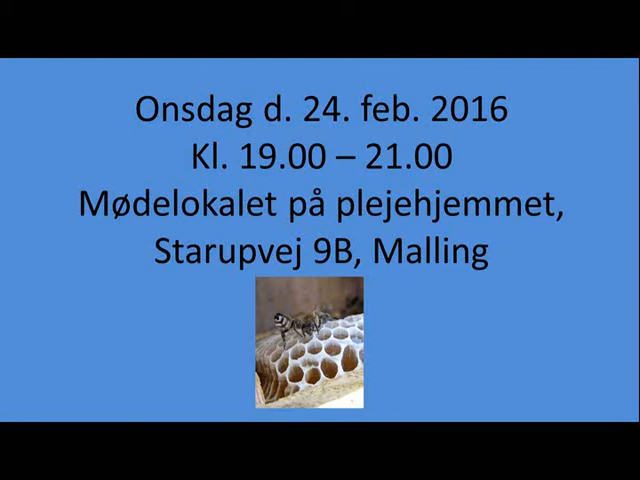 Onsdag d. 24. feb. 2016
Kl. 19.00 – 21.00
Mødelokalet på plejehjemmet,
Starupvej 9B, Malling